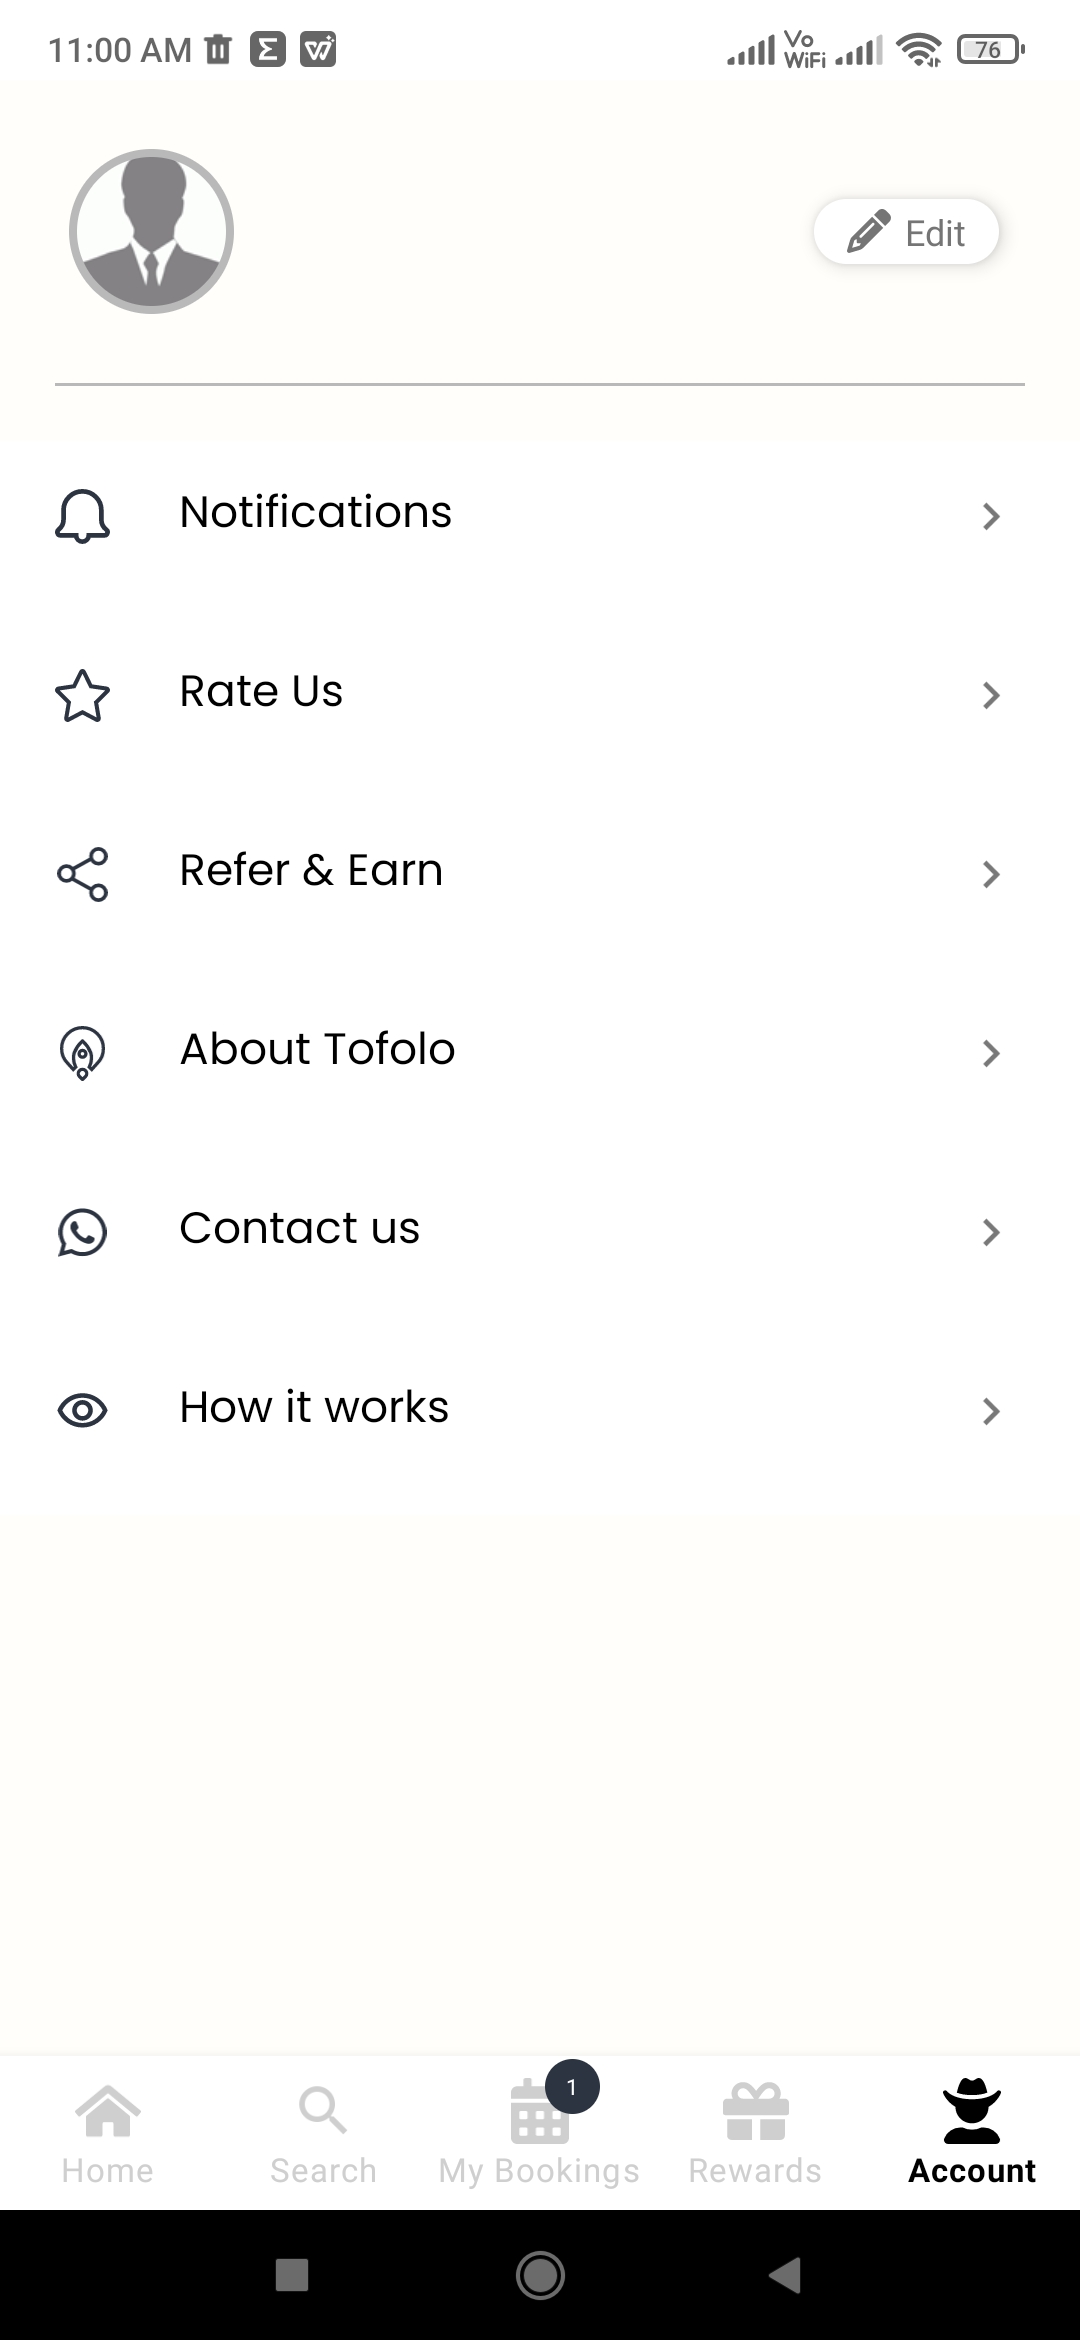 11:00 AM
Vo
WiFi
76
Edit
Notifications
Rate Us
Refer & Earn
About Tofolo
Contact us
How it works
1
Home
Search
My Bookings
Rewards
Account